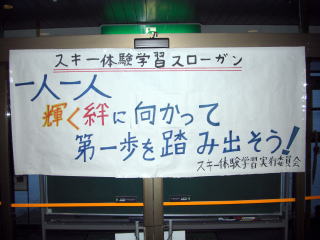 スキー体験学習スローガン
一人一人
輝く絆に向かって
第一歩を踏み出そう!
スキー体験学習実行委員会